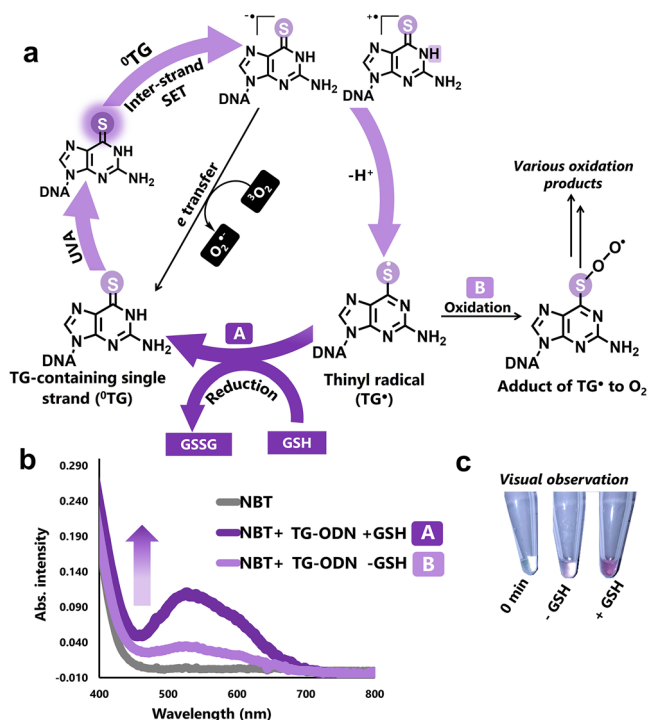 a
-•
S
N
NH
N
N
NH₂
DNA
+•
S
N
NH
N
N
NH₂
DNA
⁰TG
Inter-strand
SET
S
N
NH
N
N
NH₂
DNA
e transfer
³O₂
O₂•-
-H⁺
Various oxidation
products
UVA
S
N
NH
N
N
NH₂
DNA
TG-containing single
strand (⁰TG)
A
Reduction
GSSG
GSH
S
N
N
N
N
NH₂
DNA
Thinyl radical
(TG•)
B
Oxidation
O•
O
S
N
N
N
N
NH₂
DNA
Adduct of TG• to O₂
b
0.290
0.240
0.190
0.140
0.090
0.040
-0.010
Abs. intensity
400
500
600
700
800
Wavelength (nm)
NBT
NBT+ TG-ODN +GSH A
NBT+ TG-ODN -GSH B
c
Visual observation
0 min
- GSH
+ GSH